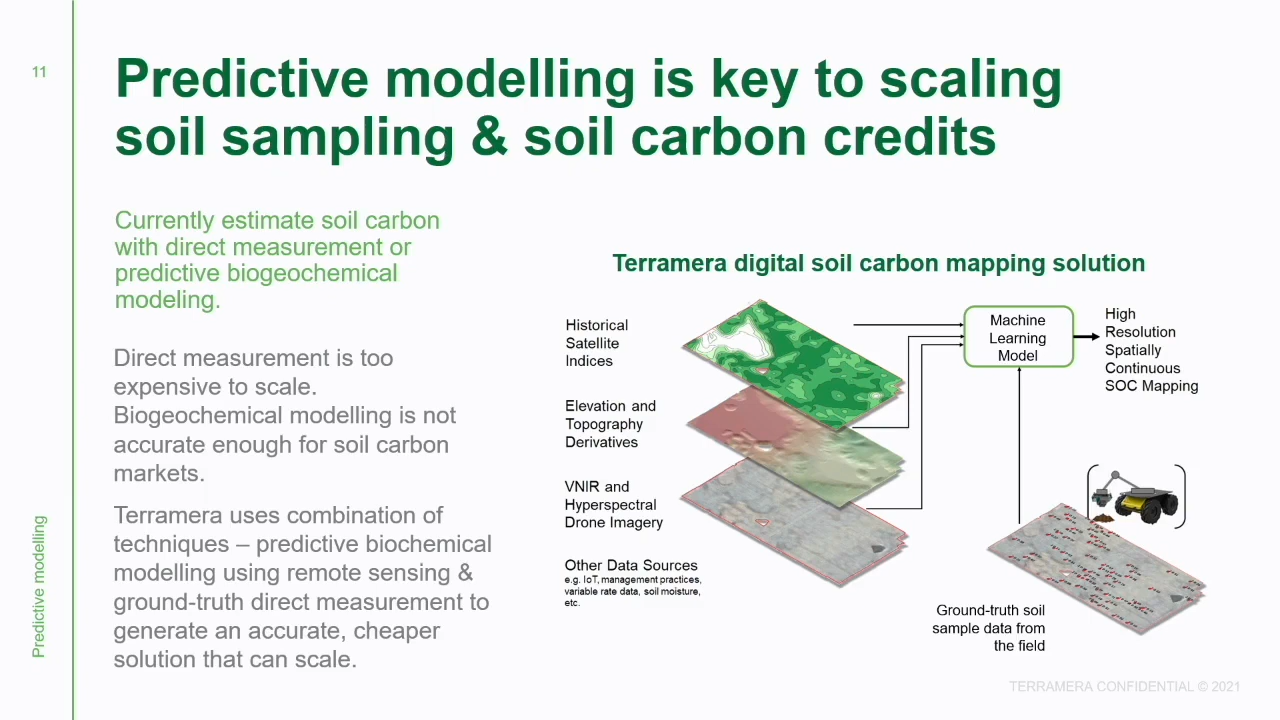 11
Predictive modelling is key to scaling
soil sampling & soil carbon credits
Currently estimate soil carbon
with direct measurement or
predictive biogeochemical
modeling.
Direct measurement is too
expensive to scale.
Biogeochemical modelling is not
accurate enough for soil carbon
markets.
Terramera uses combination of
techniques – predictive biochemical
modelling using remote sensing &
ground-truth direct measurement to
generate an accurate, cheaper
solution that can scale.
Predictive modelling
Terramera digital soil carbon mapping solution
Historical
Satellite
Indices
Elevation and
Topography
Derivatives
VNIR and
Hyperspectral
Drone Imagery
Other Data Sources
e.g. IoT, management practices,
variable rate data, soil moisture,
etc.
Machine
Learning
Model
High
Resolution
Spatially
Continuous
SOC Mapping
Ground-truth soil
sample data from
the field
TERRAMERA CONFIDENTIAL © 2021